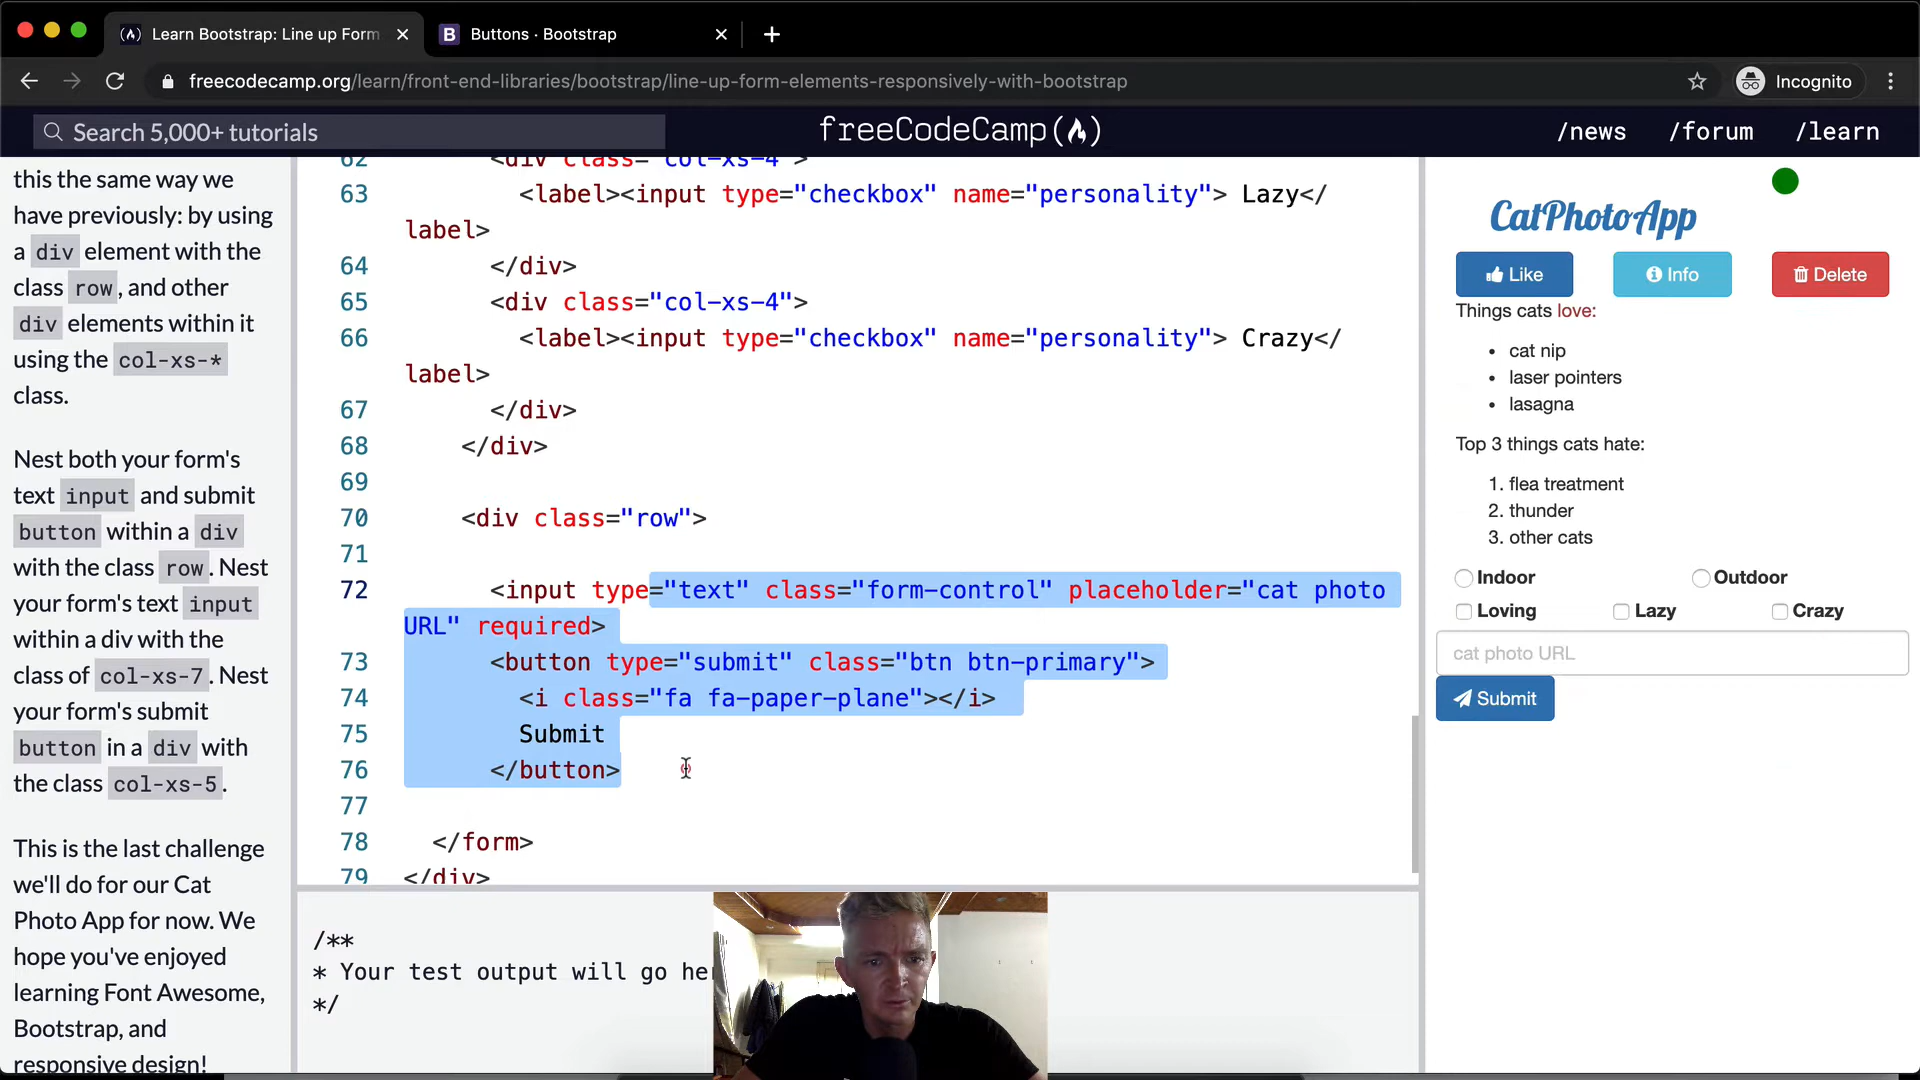 Learn Bootstrap: Line up Form
Buttons · Bootstrap
freecodecamp.org/learn/front-end-libraries/bootstrap/line-up-form-elements-responsively-with-bootstrap
Incognito
Search 5,000+ tutorials
freeCodeCamp
/news /forum /learn
this the same way we
have previously: by using
a div element with the
class row, and other
div elements within it
using the col-xs-*
class.
Nest both your form's
text input and submit
button within a div
with the class row. Nest
your form's text input
within a div with the
class of col-xs-7. Nest
your form's submit
button in a div with
the class col-xs-5.
This is the last challenge
we'll do for our Cat
Photo App for now. We
hope you've enjoyed
learning Font Awesome,
Bootstrap, and
responsive design!
62 <div class="col-xs-4">
63 <label><input type="checkbox" name="personality"> Lazy</
label>
64 </div>
65 <div class="col-xs-4">
66 <label><input type="checkbox" name="personality"> Crazy</
label>
67 </div>
68 </div>
69
70 <div class="row">
71
72 <input type="text" class="form-control" placeholder="cat photo
URL" required>
73 <button type="submit" class="btn btn-primary">
74 <i class="fa fa-paper-plane"></i>
75 Submit
76 </button>
77
78 </form>
79 </div>
/**
* Your test output will go her
*/
CatPhotoApp
Like Info Delete
Things cats love:
• cat nip
• laser pointers
• lasagna
Top 3 things cats hate:
1. flea treatment
2. thunder
3. other cats
Indoor Outdoor
Loving Lazy Crazy
cat photo URL
Submit